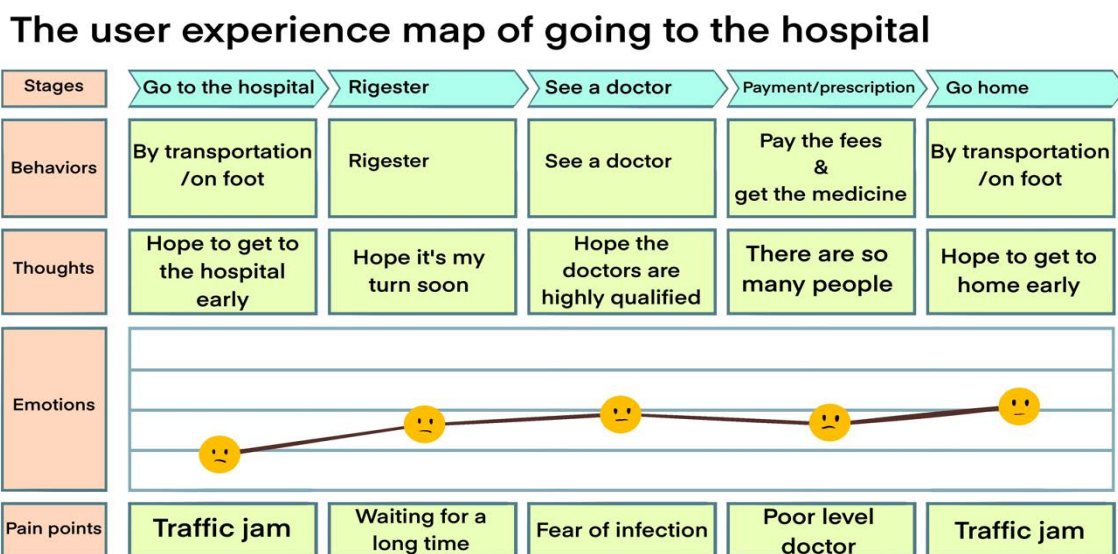 The user experience map of going to the hospital
Stages
Go to the hospital
Rigester
See a doctor
Payment/prescription
Go home
Behaviors
By transportation
/on foot
Rigester
See a doctor
Pay the fees
&
get the medicine
By transportation
/on foot
Thoughts
Hope to get to
the hospital
early
Hope it's my
turn soon
Hope the
doctors are
highly qualified
There are so
many people
Hope to get to
home early
Emotions
Pain points
Traffic jam
Waiting for a
long time
Fear of infection
Poor level
doctor
Traffic jam